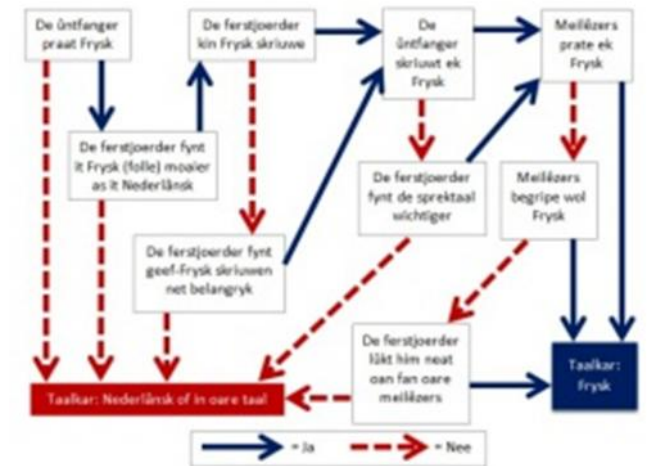 De ûntfanger
praat Frysk
De ferstjoerder
kin Frysk skriuwe
De
ûntfanger
skriuwt ek
Frysk
Meilêzers
prate ek
Frysk
De ferstjoerder fynt
it Frysk (folle) moaier
as it Nederlânsk
De ferstjoerder
fynt de sprektaal
wichtiger
Meilêzers
begripe wol
Frysk
De ferstjoerder fynt
geef-Frysk skriuwen
net belangryk
De ferstjoerder
lûkt him neat
oan fan oare
meilêzers
Taalkar:
Frysk
Taalkar: Nederlânsk of in oare taal
= Ja
= Nee